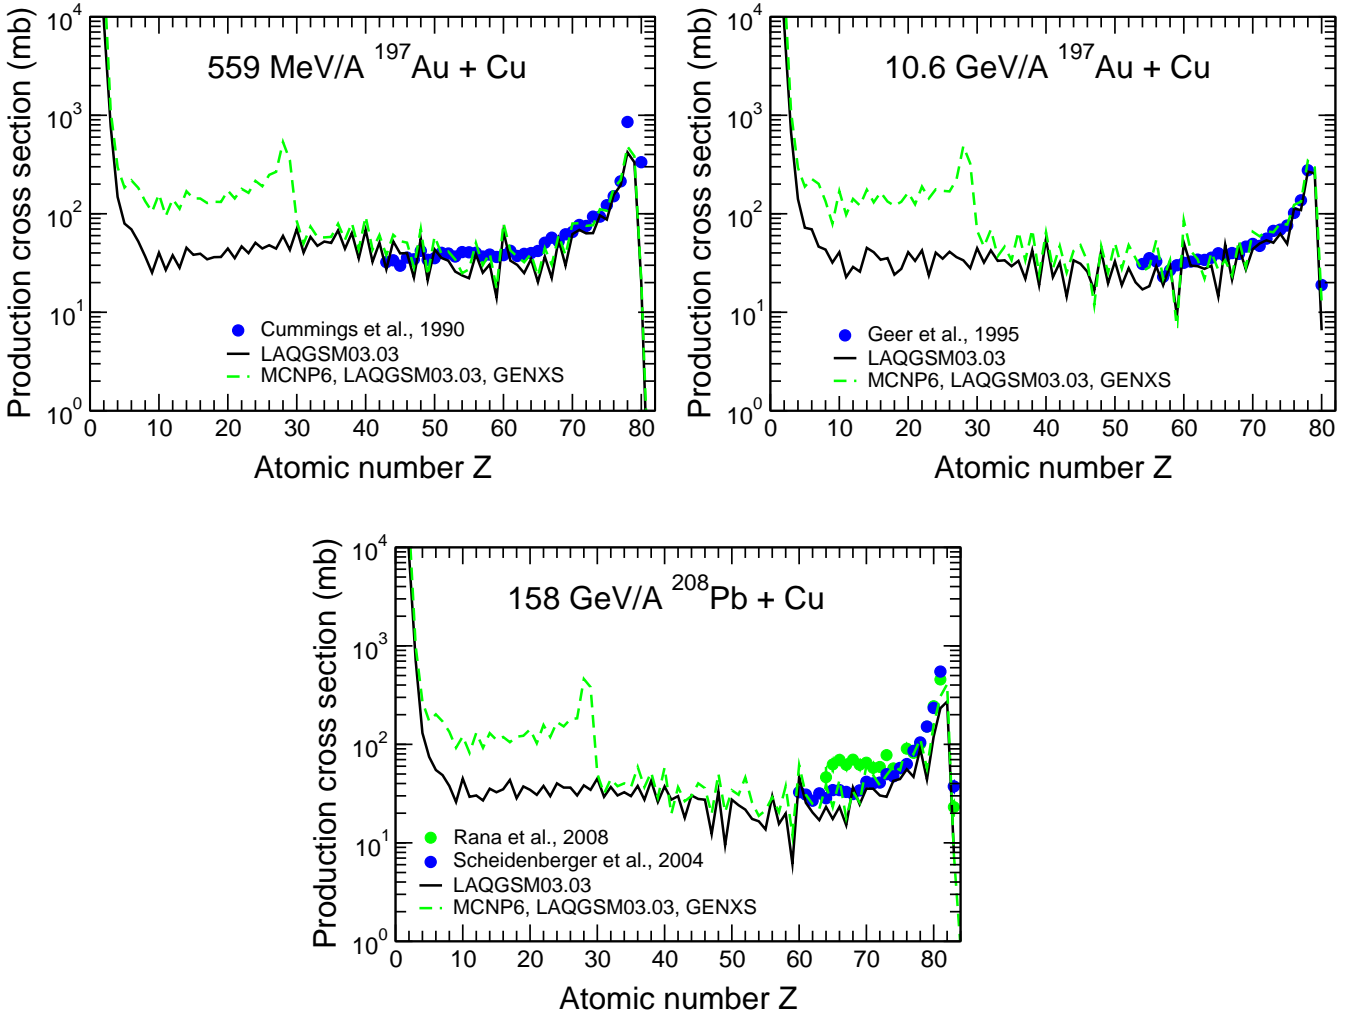 559 MeV/A 197Au + Cu
Production cross section (mb)
10^4
10^3
10^2
10^1
10^0
Cummings et al., 1990
LAQGSM03.03
MCNP6, LAQGSM03.03, GENXS
0 10 20 30 40 50 60 70 80
Atomic number Z
10.6 GeV/A 197Au + Cu
Production cross section (mb)
10^4
10^3
10^2
10^1
10^0
Geer et al., 1995
LAQGSM03.03
MCNP6, LAQGSM03.03, GENXS
0 10 20 30 40 50 60 70 80
Atomic number Z
158 GeV/A 208Pb + Cu
Production cross section (mb)
10^4
10^3
10^2
10^1
10^0
Rana et al., 2008
Scheidenberger et al., 2004
LAQGSM03.03
MCNP6, LAQGSM03.03, GENXS
0 10 20 30 40 50 60 70 80
Atomic number Z